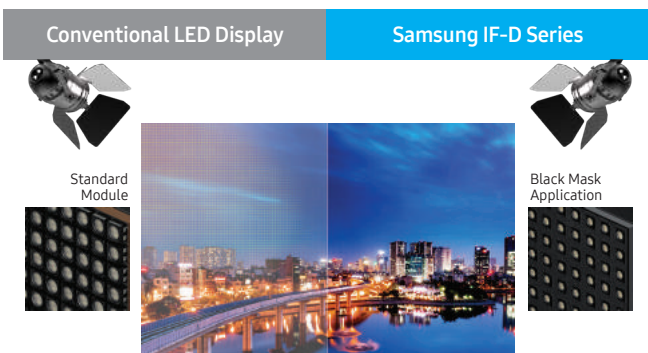 Conventional LED Display
Samsung IF-D Series
Standard
Module
Black Mask
Application